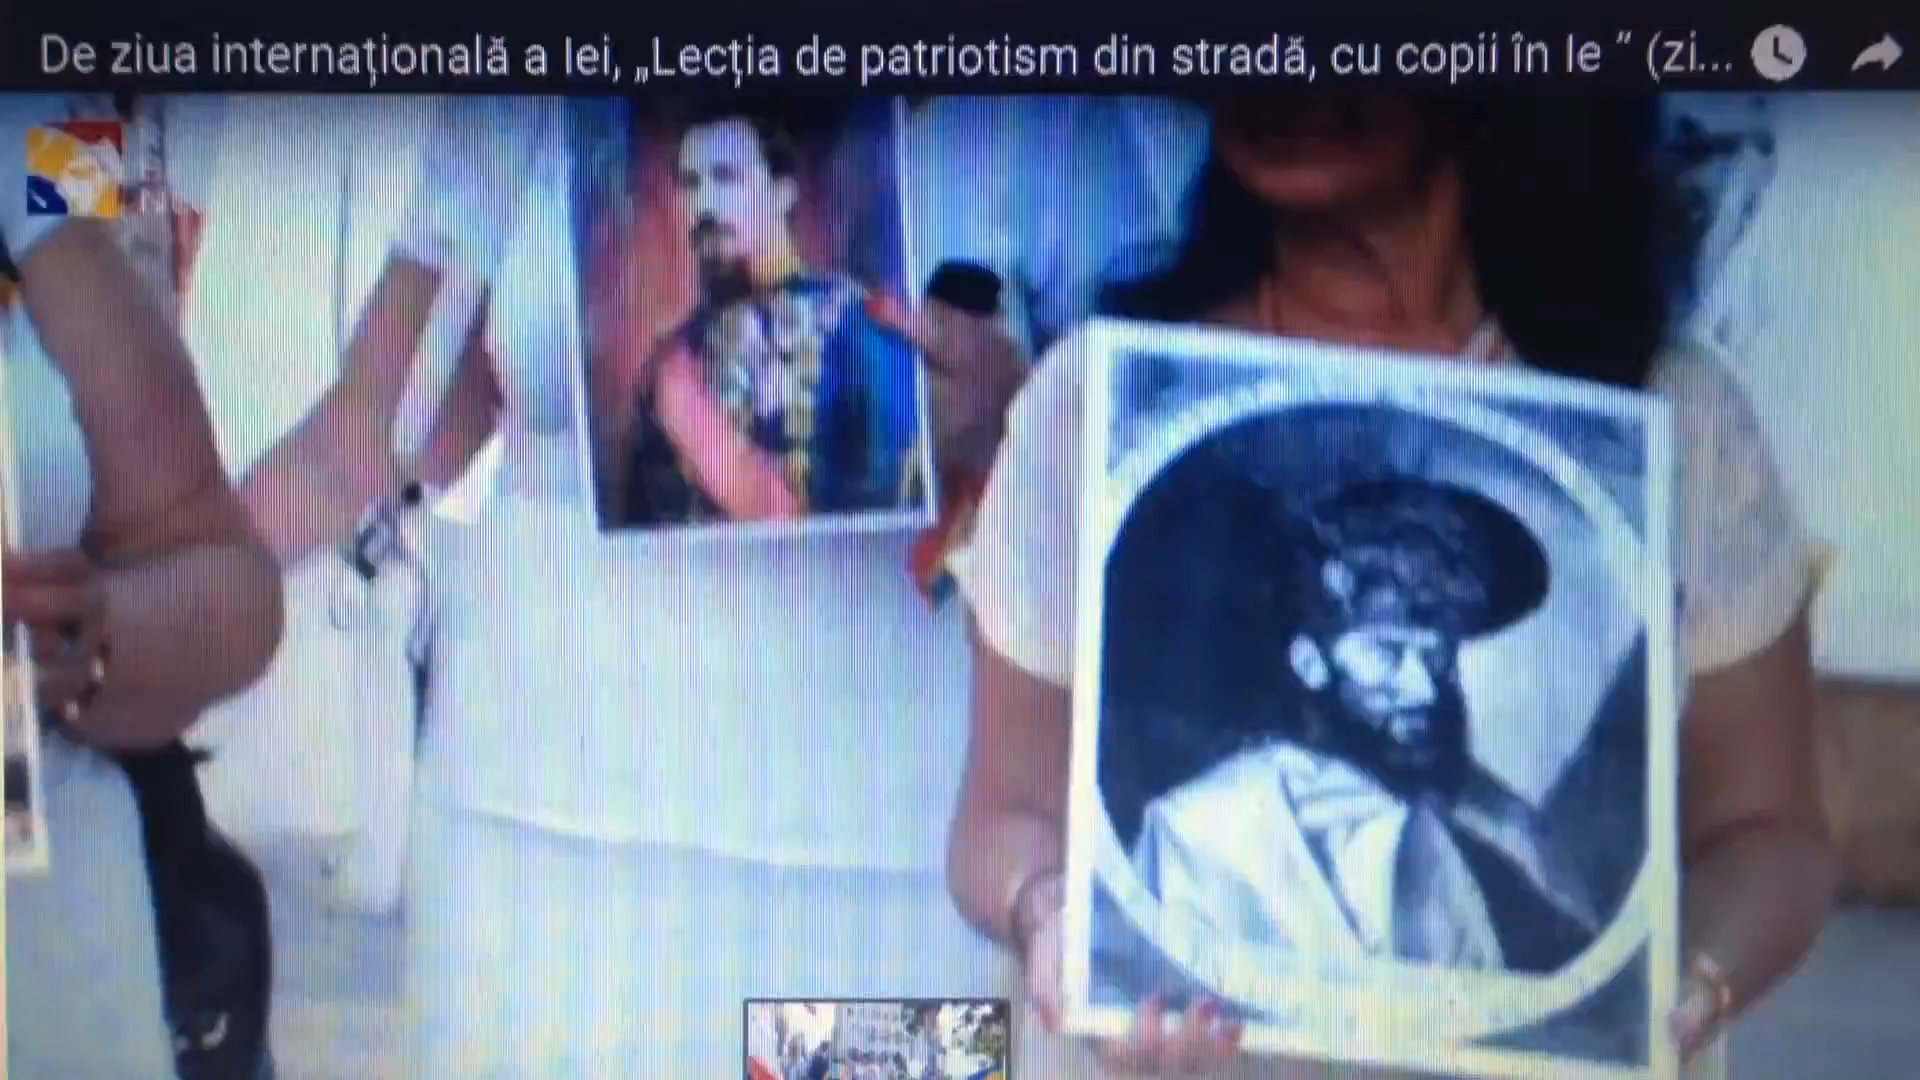 De ziua internațională a Iei, „Lecția de patriotism din stradă, cu copii în Ie ” (zi...